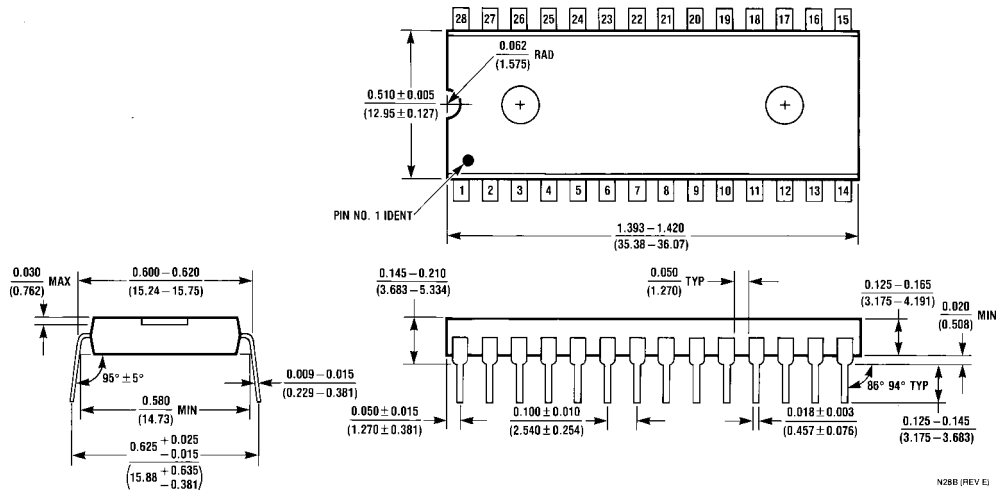 28 27 26 25 24 23 22 21 20 19 18 17 16 15
0.062
(1.575)
RAD
0.510 ± 0.005
(12.95 ± 0.127)
1 2 3 4 5 6 7 8 9 10 11 12 13 14
PIN NO. 1 IDENT
1.393 – 1.420
(35.38 – 36.07)
0.030
(0.762)
MAX
0.600 – 0.620
(15.24 – 15.75)
0.145 – 0.210
(3.683 – 5.334)
0.050
(1.270)
TYP
0.125 – 0.165
(3.175 – 4.191)
0.020
(0.508)
MIN
95° ± 5°
0.009 – 0.015
(0.229 – 0.381)
86° 94° TYP
0.580
(14.73)
MIN
0.050 ± 0.015
(1.270 ± 0.381)
0.100 ± 0.010
(2.540 ± 0.254)
0.018 ± 0.003
(0.457 ± 0.076)
0.125 – 0.145
(3.175 – 3.683)
0.625 + 0.025
– 0.015
(15.88 + 0.635
– 0.381)
N28B (REV E)